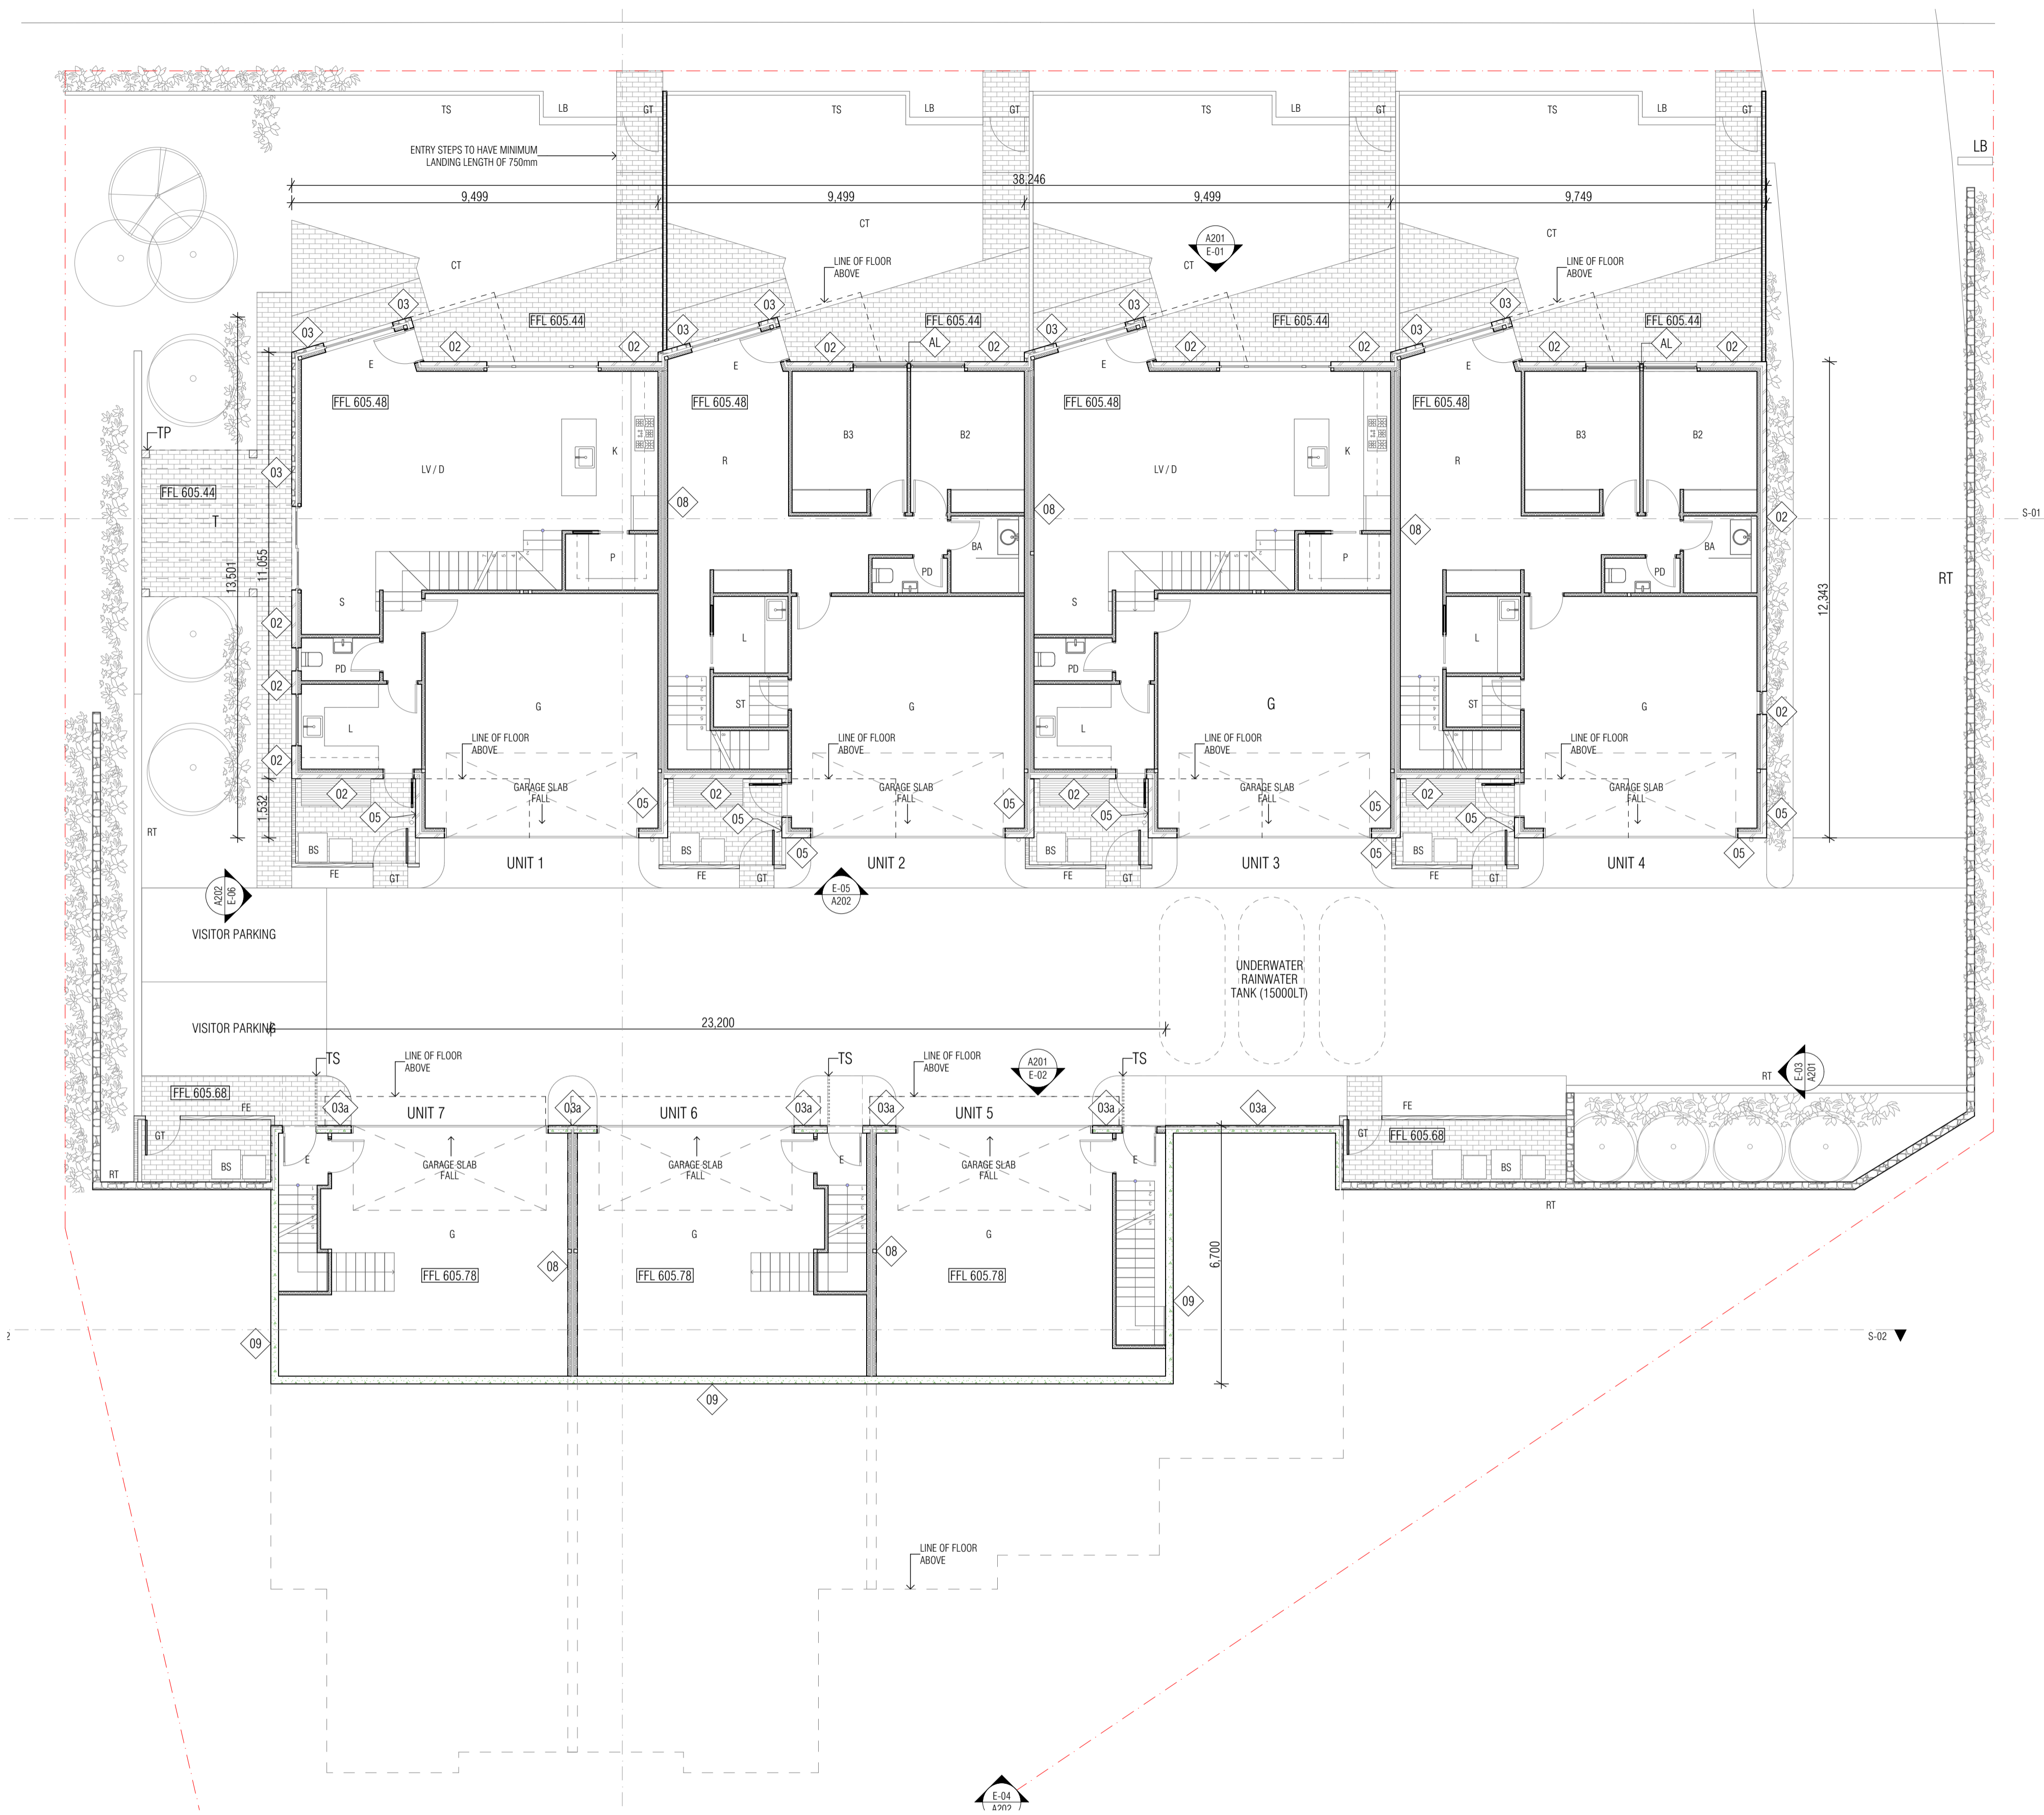 TS
LB
GT
TS
LB
GT
TS
LB
GT
TS
LB
GT
LB
ENTRY STEPS TO HAVE MINIMUM
LANDING LENGTH OF 750mm
38,246
9,499
9,499
9,499
9,749
CT
CT
CT
CT
A201
E-01
LINE OF FLOOR
ABOVE
LINE OF FLOOR
ABOVE
03
03
03
03
03
03
03
03
FFL 605.44
FFL 605.44
FFL 605.44
FFL 605.44
02
02
02
AL
02
02
02
02
AL
02
E
E
E
E
FFL 605.48
FFL 605.48
FFL 605.48
FFL 605.48
TP
B3
B2
B3
B2
K
K
LV / D
R
LV / D
R
03
FFL 605.44
T
08
08
08
02
S-01
13,501
11,055
P
PD
BA
P
PD
BA
RT
12,343
S
S
02
L
L
PD
PD
02
ST
ST
G
G
G
G
L
L
02
LINE OF FLOOR
ABOVE
LINE OF FLOOR
ABOVE
LINE OF FLOOR
ABOVE
LINE OF FLOOR
ABOVE
02
1,532
GARAGE SLAB
FALL
GARAGE SLAB
FALL
GARAGE SLAB
FALL
GARAGE SLAB
FALL
02
05
05
02
05
05
02
05
05
02
05
05
RT
BS
UNIT 1
BS
05
UNIT 2
BS
UNIT 3
05
BS
UNIT 4
05
FE
GT
FE
GT
FE
GT
FE
GT
A202
E-06
E-05
A202
VISITOR PARKING
UNDERWATER
RAINWATER
TANK (15000LT)
VISITOR PARKING
23,200
TS
LINE OF FLOOR
ABOVE
TS
LINE OF FLOOR
ABOVE
A201
E-02
TS
RT
E-03
A201
FFL 605.68
FE
03a
UNIT 7
03a
UNIT 6
03a
03a
UNIT 5
03a
03a
FE
GT
GT
FFL 605.68
E
GARAGE SLAB
FALL
GARAGE SLAB
FALL
E
GARAGE SLAB
FALL
E
RT
BS
BS
RT
G
G
G
08
08
6,700
FFL 605.78
FFL 605.78
FFL 605.78
09
09
2
S-02
09
LINE OF FLOOR
ABOVE
E-04
A202